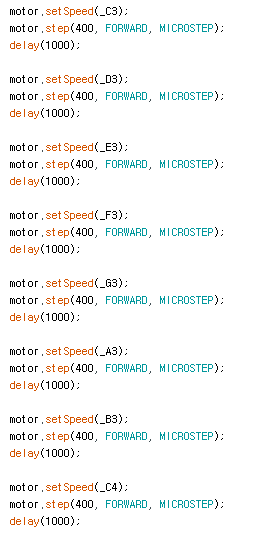 motor.setSpeed(_C3);
motor.step(400, FORWARD, MICROSTEP);
delay(1000);

motor.setSpeed(_D3);
motor.step(400, FORWARD, MICROSTEP);
delay(1000);

motor.setSpeed(_E3);
motor.step(400, FORWARD, MICROSTEP);
delay(1000);

motor.setSpeed(_F3);
motor.step(400, FORWARD, MICROSTEP);
delay(1000);

motor.setSpeed(_G3);
motor.step(400, FORWARD, MICROSTEP);
delay(1000);

motor.setSpeed(_A3);
motor.step(400, FORWARD, MICROSTEP);
delay(1000);

motor.setSpeed(_B3);
motor.step(400, FORWARD, MICROSTEP);
delay(1000);

motor.setSpeed(_C4);
motor.step(400, FORWARD, MICROSTEP);
delay(1000);